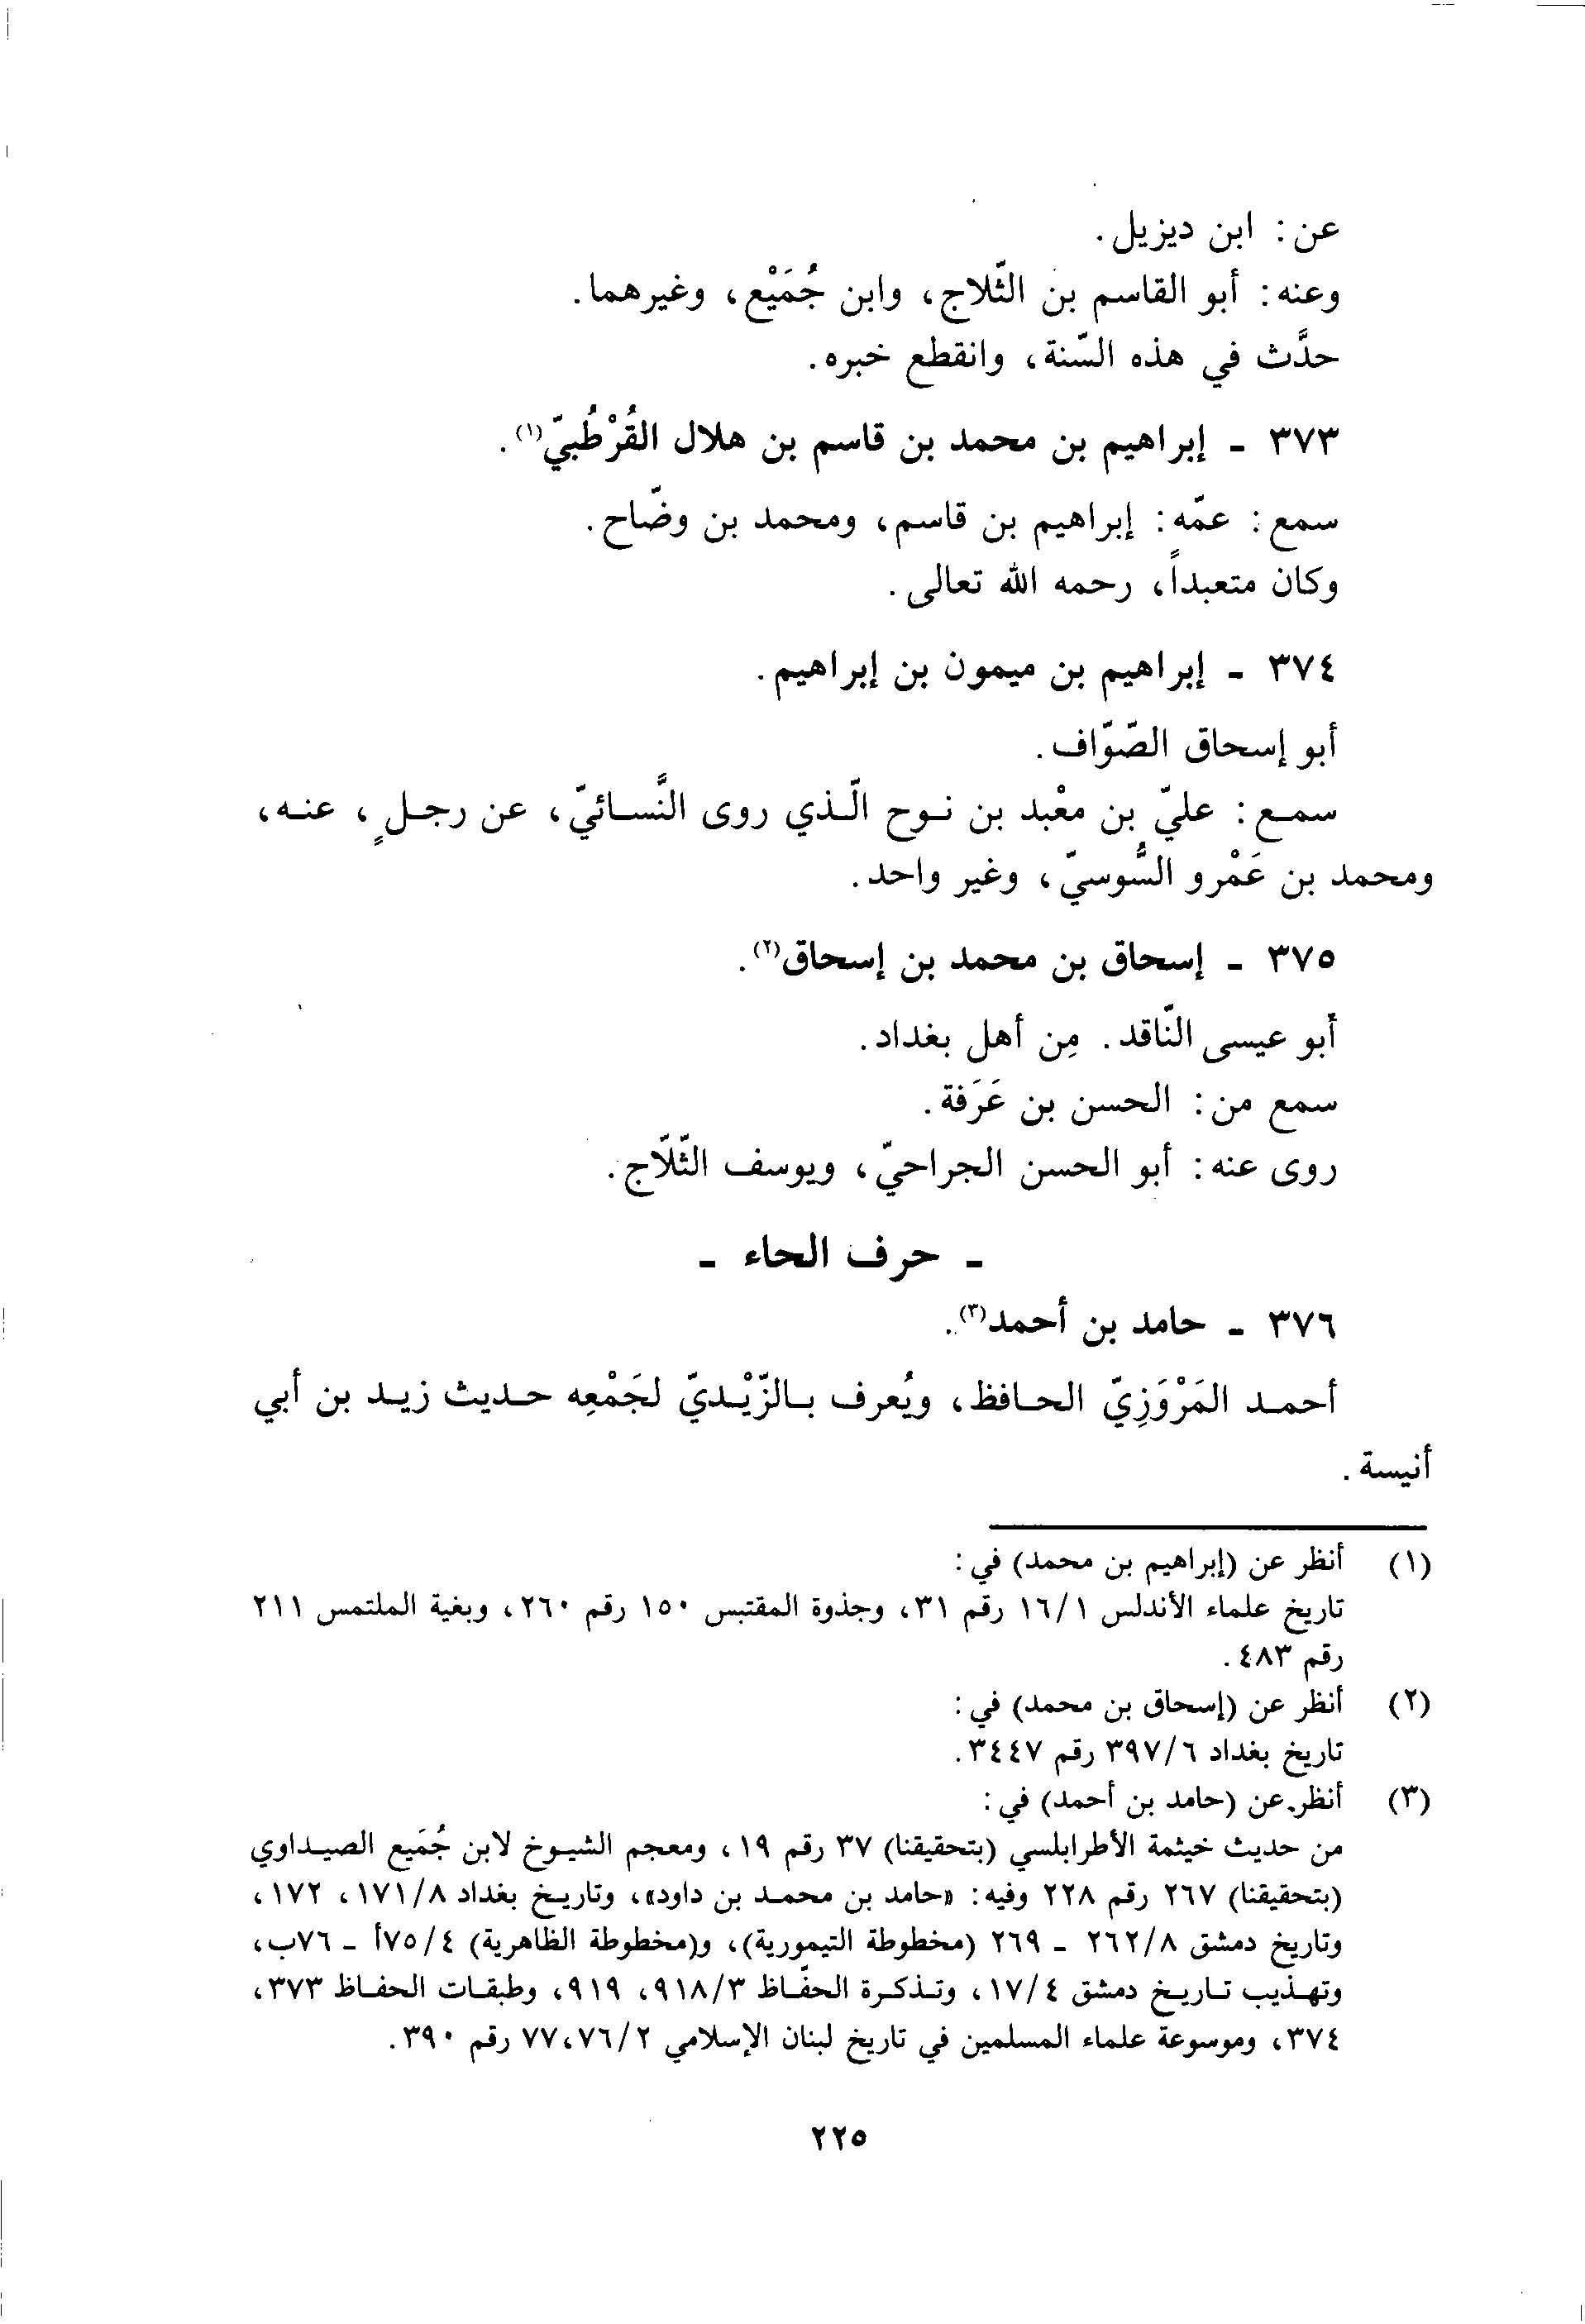 عن: ابن ديزيل.
وعنه: أبو القاسم بن الثّلاج، وابن جُمَيْع، وغيرهما.
حدَّث في هذه السّنة، وانقطع خبره.
٣٧٣ - إبراهيم بن محمد بن قاسم بن هلال القُرْطُبيّ(١).
سمع: عمّه: إبراهيم بن قاسم، ومحمد بن وضّاح.
وكان متعبداً، رحمه الله تعالى.
٣٧٤ - إبراهيم بن ميمون بن إبراهيم.
أبو إسحاق الصّوّاف.
سمع: عليّ بن معْبد بن نوح الّذي روى النَّسائيّ، عن رجلٍ، عنه،
ومحمد بن عَمْرو السُّوسيّ، وغير واحد.
٣٧٥ - إسحاق بن محمد بن إسحاق(٢).
أبو عيسى النّاقد. مِن أهل بغداد.
سمع من: الحسن بن عَرَفة.
روى عنه: أبو الحسن الجراحيّ، ويوسف الثّلّاج.
- حرف الحاء -
٣٧٦ - حامد بن أحمد(٣).
أحمد المَرْوَزِيّ الحافظ، ويُعرف بالزّيْديّ لجَمْعِه حديث زيد بن أبي
أنيسة.
(١) أنظر عن (إبراهيم بن محمد) في:
تاريخ علماء الأندلس ١٦/١ رقم ٣١، وجذوة المقتبس ١٥٠ رقم ٢٦٠، وبغية الملتمس ٢١١
رقم ٤٨٣.
(٢) أنظر عن (إسحاق بن محمد) في:
تاريخ بغداد ٣٩٧/٦ رقم ٣٤٤٧.
(٣) أنظر عن (حامد بن أحمد) في:
من حديث خيثمة الأطرابلسي (بتحقيقنا) ٣٧ رقم ١٩، ومعجم الشيوخ لابن جُمَيع الصيداوي
(بتحقيقنا) ٢٦٧ رقم ٢٢٨ وفيه: «حامد بن محمد بن داود»، وتاريخ بغداد ١٧١/٨، ١٧٢،
وتاريخ دمشق ٢٦٢/٨ - ٢٦٩ (مخطوطة التيمورية)، و(مخطوطة الظاهرية) ٧٥/٤أ - ٧٦ب،
وتهذيب تاريخ دمشق ١٧/٤، وتذكرة الحفّاظ ٩١٨/٣، ٩١٩، وطبقات الحفاظ ٣٧٣،
٣٧٤، وموسوعة علماء المسلمين في تاريخ لبنان الإسلامي ٧٦/٢،٧٧ رقم ٣٩٠.
٢٢٥